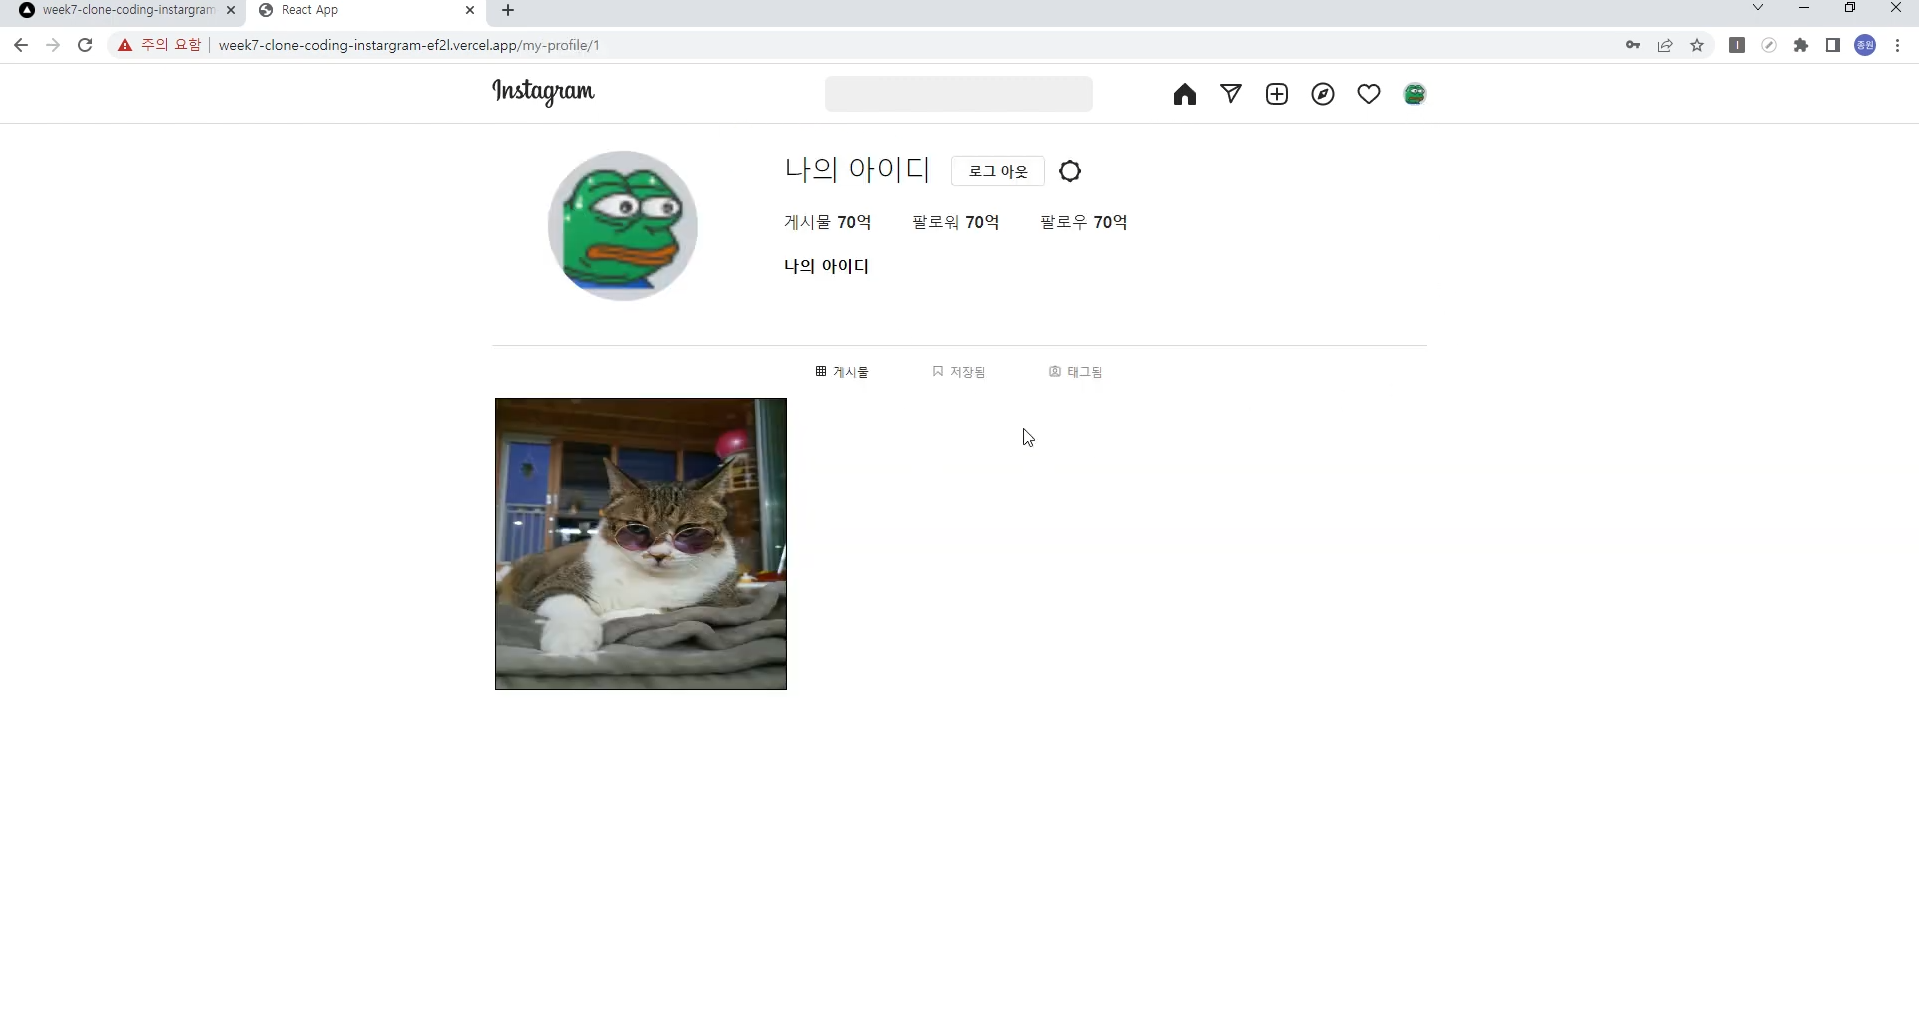 week7-clone-coding-instargram
React App
주의 요함
week7-clone-coding-instargram-ef2l.vercel.app/my-profile/1
종원
Instagram
나의 아이디
로그 아웃
게시물 70억 팔로워 70억 팔로우 70억
나의 아이디
게시물 저장됨 태그됨